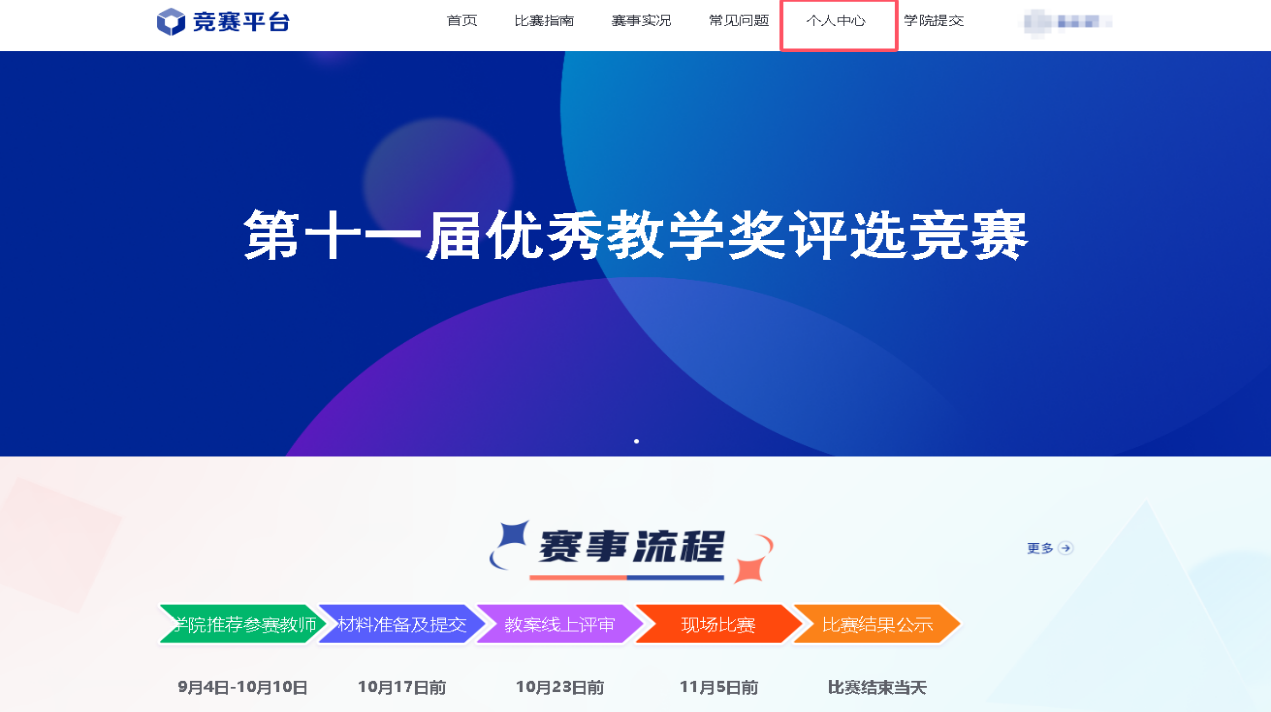 竞赛平台 首页 比赛指南 赛事实况 常见问题 个人中心 学院提交
第十一届优秀教学奖评选竞赛
赛事流程
更多
学院推荐参赛教师 材料准备及提交 教案线上评审 现场比赛 比赛结果公示
9月4日-10月10日 10月17日前 10月23日前 11月5日前 比赛结束当天